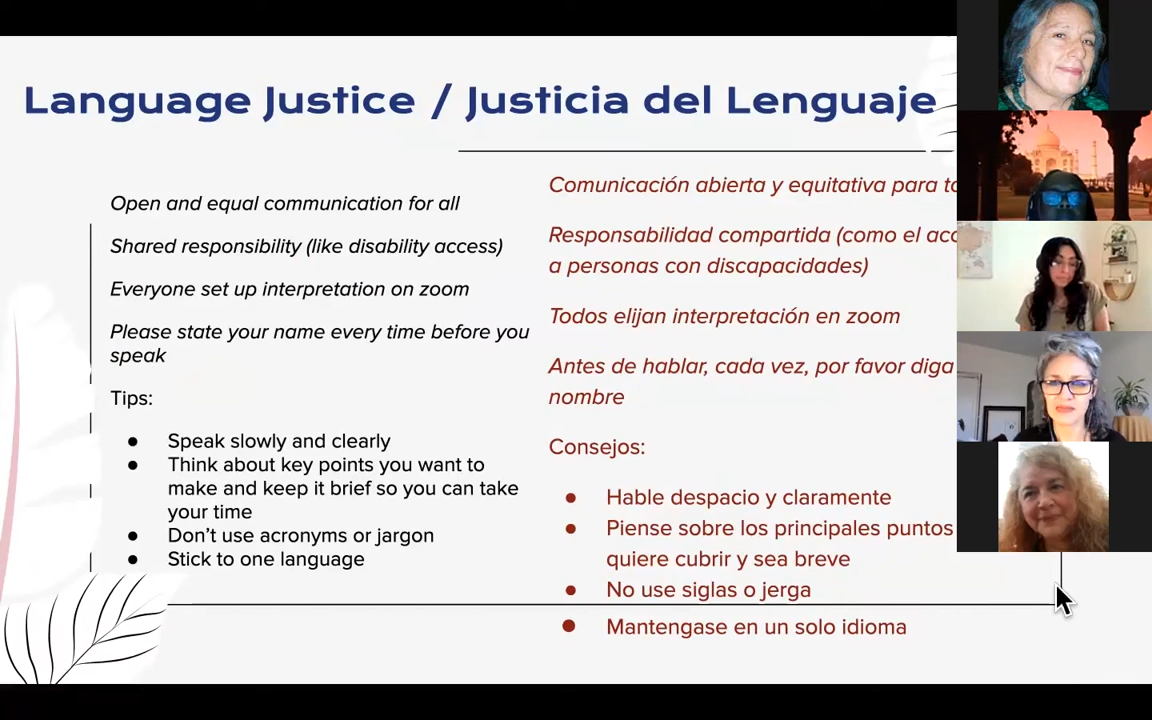 Language Justice / Justicia del Lenguaje
Open and equal communication for all
Shared responsibility (like disability access)
Everyone set up interpretation on zoom
Please state your name every time before you
speak
Tips:
● Speak slowly and clearly
● Think about key points you want to
make and keep it brief so you can take
your time
● Don't use acronyms or jargon
● Stick to one language
Comunicación abierta y equitativa para
Responsabilidad compartida (como el
a personas con discapacidades)
Todos elijan interpretación en zoom
Antes de hablar, cada vez, por favor diga
nombre
Consejos:
● Hable despacio y claramente
● Piense sobre los principales puntos
quiere cubrir y sea breve
● No use siglas o jerga
● Mantengase en un solo idioma